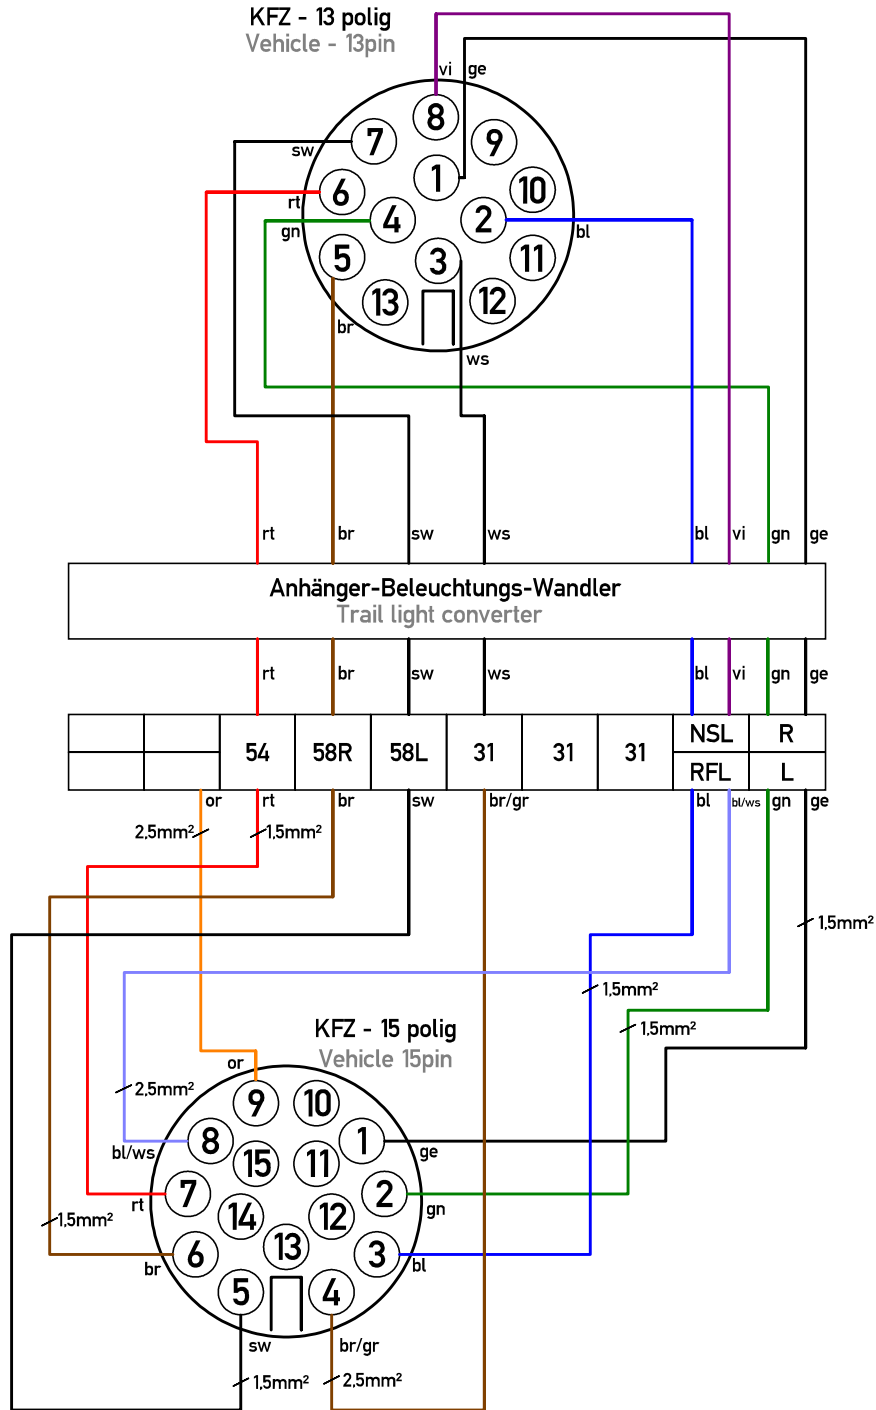 KFZ - 13 polig
Vehicle - 13pin
vi
ge
8
7
9
sw
1
6
10
rt
4
2
gn
bl
5
3
11
13
12
br
ws
rt
br
sw
ws
bl
vi
gn
ge
Anhänger-Beleuchtungs-Wandler
Trail light converter
rt
br
sw
ws
bl
vi
gn
ge
54
58R
58L
31
31
31
NSL
R
RFL
L
or
rt
br
sw
br/gr
bl
bl/ws
gn
ge
2,5mm²
1,5mm²
1,5mm²
1,5mm²
1,5mm²
KFZ - 15 polig
Vehicle 15pin
or
2,5mm²
9
10
8
1
bl/ws
ge
15
11
7
2
rt
gn
1,5mm²
14
12
6
13
3
br
bl
5
4
sw
br/gr
1,5mm²
2,5mm²